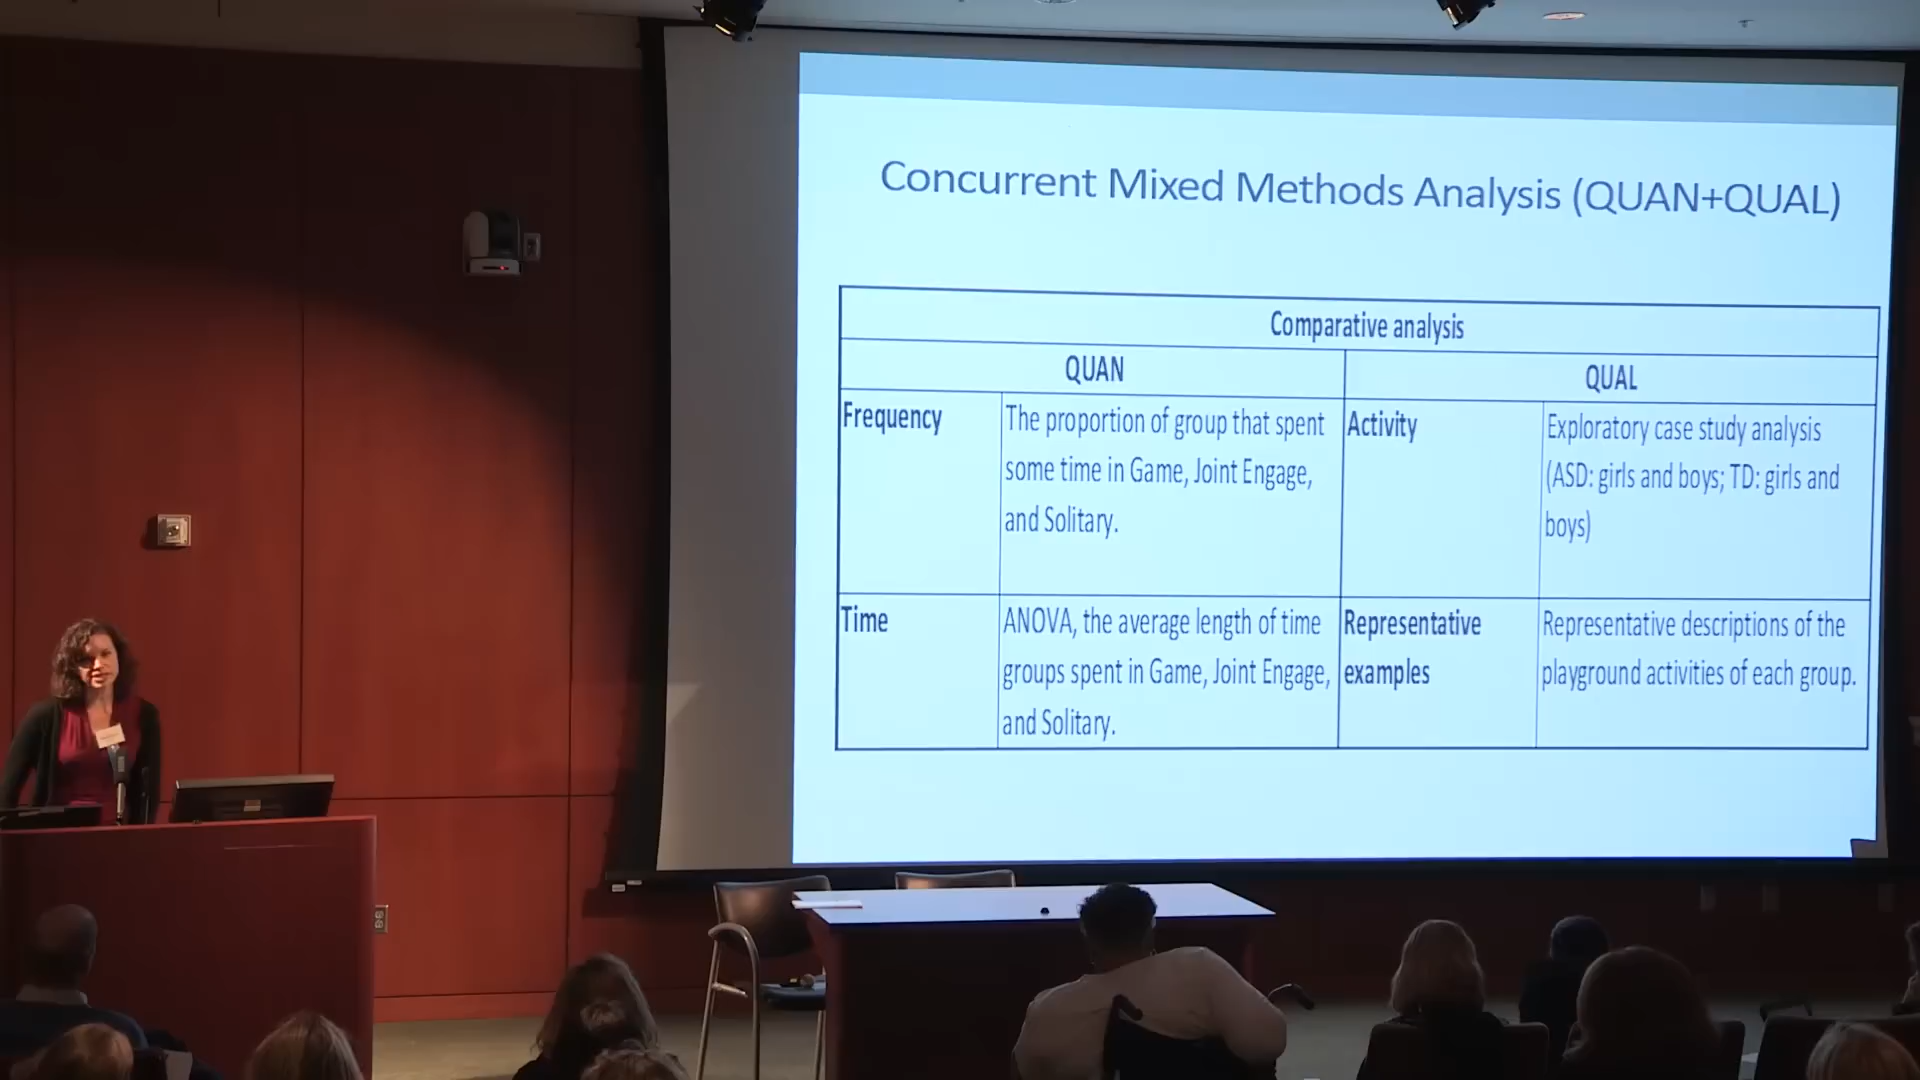 Concurrent Mixed Methods Analysis (QUAN+QUAL)
Comparative analysis
QUAN
QUAL
Frequency
The proportion of group that spent
some time in Game, Joint Engage,
and Solitary.
Activity
Exploratory case study analysis
(ASD: girls and boys; TD: girls and
boys)
Time
ANOVA, the average length of time
groups spent in Game, Joint Engage,
and Solitary.
Representative
examples
Representative descriptions of the
playground activities of each group.